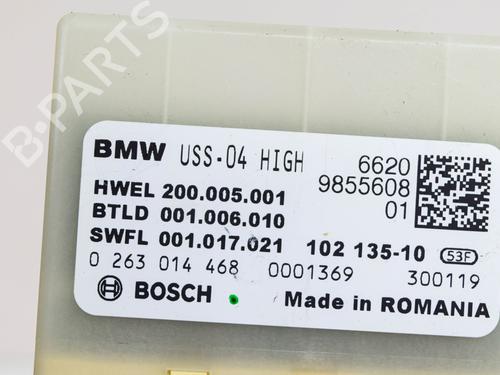 B-PARTS
BMW USS-04 HIGH 6620
9855608
01
HWEL 200.005.001
BTLD 001.006.010
SWFL 001.017.021 102 135-10 53F
0 263 014 468 0001369 300119
BOSCH Made in ROMANIA